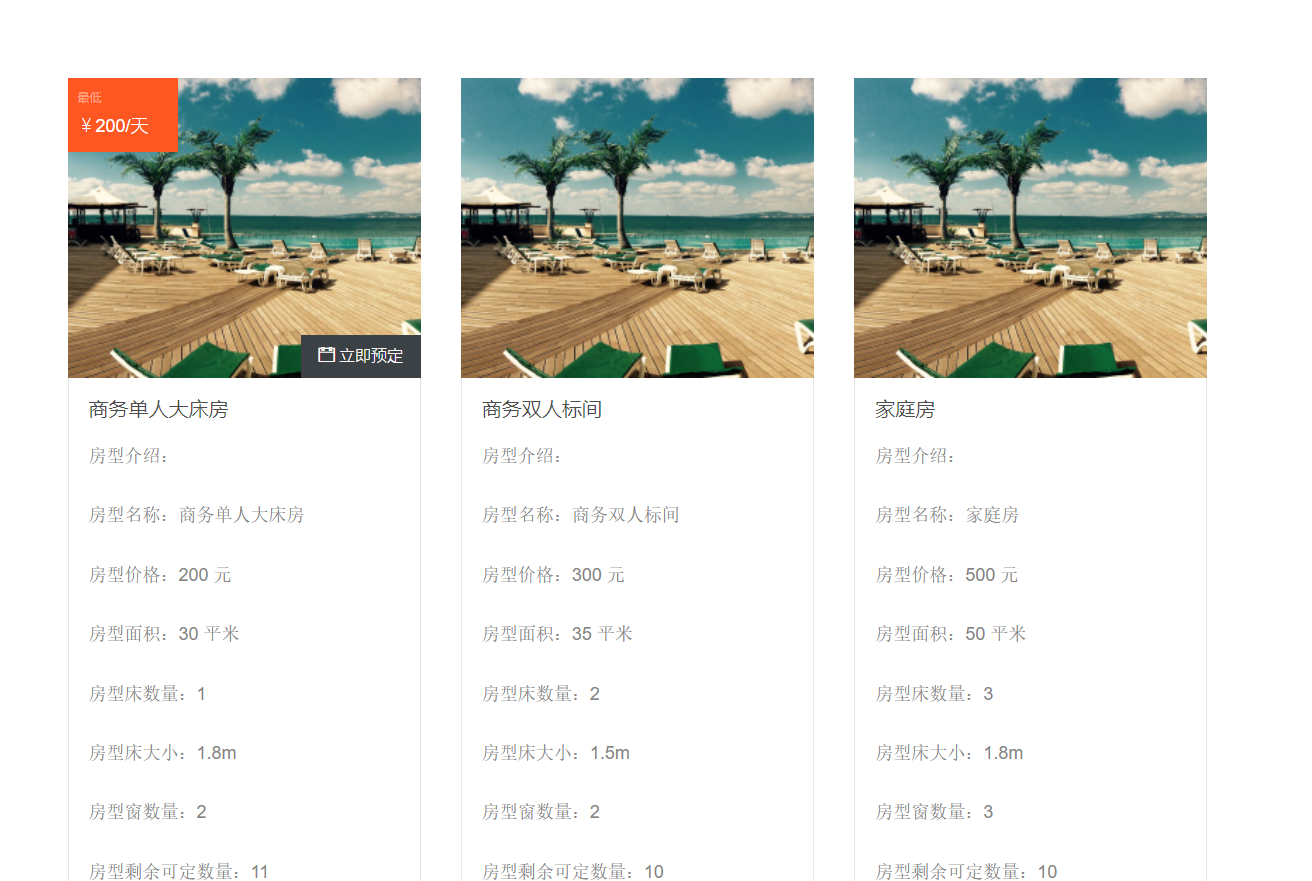 最低
￥200/天
立即预定
商务单人大床房
房型介绍：
房型名称：商务单人大床房
房型价格：200 元
房型面积：30 平米
房型床数量：1
房型床大小：1.8m
房型窗数量：2
房型剩余可定数量：11
商务双人标间
房型介绍：
房型名称：商务双人标间
房型价格：300 元
房型面积：35 平米
房型床数量：2
房型床大小：1.5m
房型窗数量：2
房型剩余可定数量：10
家庭房
房型介绍：
房型名称：家庭房
房型价格：500 元
房型面积：50 平米
房型床数量：3
房型床大小：1.8m
房型窗数量：3
房型剩余可定数量：10